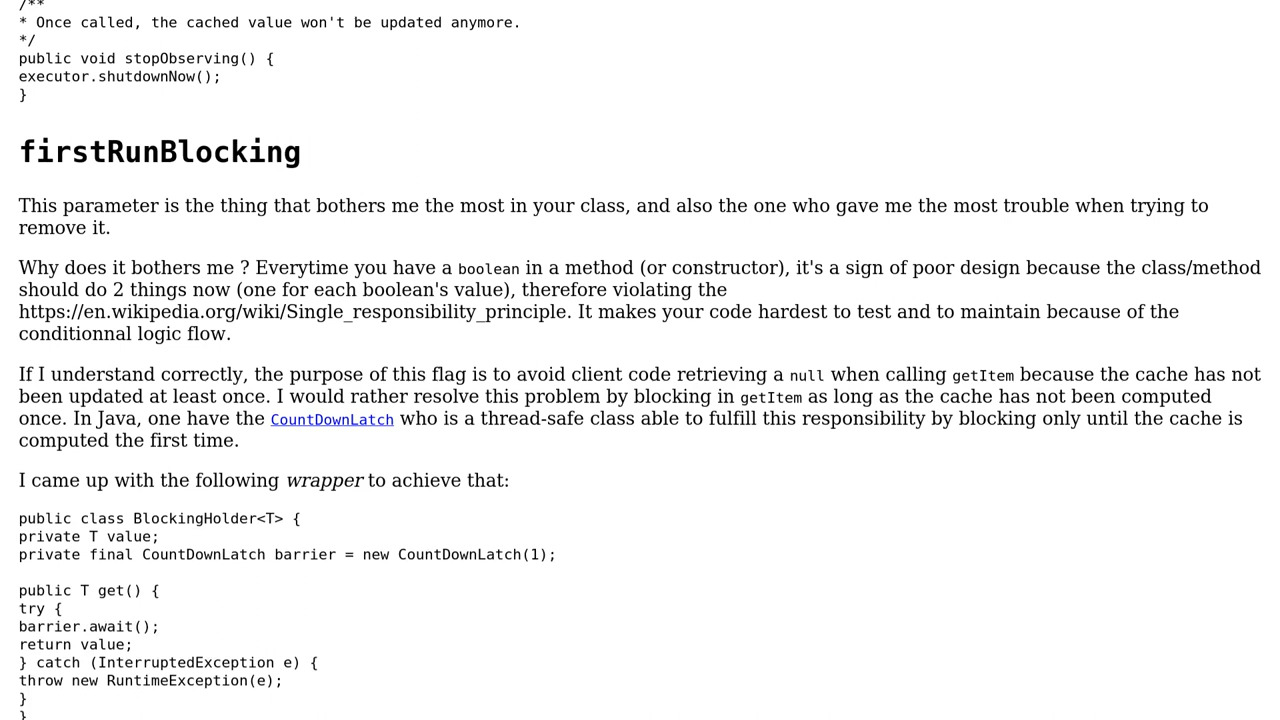 /**
* Once called, the cached value won't be updated anymore.
*/
public void stopObserving() {
executor.shutdownNow();
}
firstRunBlocking
This parameter is the thing that bothers me the most in your class, and also the one who gave me the most trouble when trying to
remove it.
Why does it bothers me ? Everytime you have a boolean in a method (or constructor), it's a sign of poor design because the class/method
should do 2 things now (one for each boolean's value), therefore violating the
https://en.wikipedia.org/wiki/Single_responsibility_principle. It makes your code hardest to test and to maintain because of the
conditionnal logic flow.
If I understand correctly, the purpose of this flag is to avoid client code retrieving a null when calling getItem because the cache has not
been updated at least once. I would rather resolve this problem by blocking in getItem as long as the cache has not been computed
once. In Java, one have the CountDownLatch who is a thread-safe class able to fulfill this responsibility by blocking only until the cache is
computed the first time.
I came up with the following wrapper to achieve that:
public class BlockingHolder<T> {
private T value;
private final CountDownLatch barrier = new CountDownLatch(1);
public T get() {
try {
barrier.await();
return value;
} catch (InterruptedException e) {
throw new RuntimeException(e);
}
}